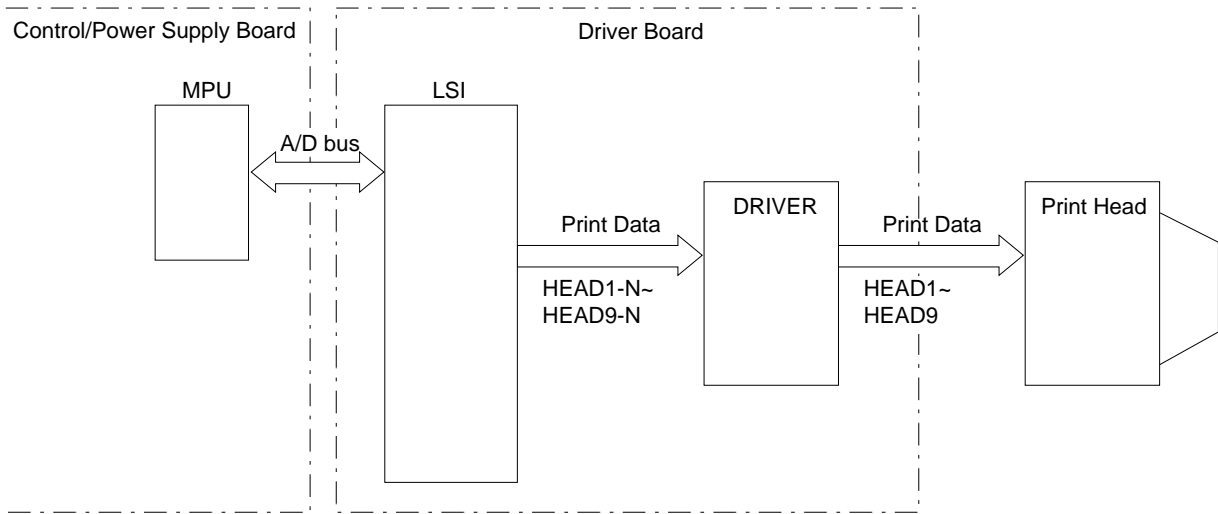 Control/Power Supply Board
Driver Board
MPU
LSI
A/D bus
DRIVER
Print Head
Print Data
Print Data
HEAD1-N~
HEAD9-N
HEAD1~
HEAD9